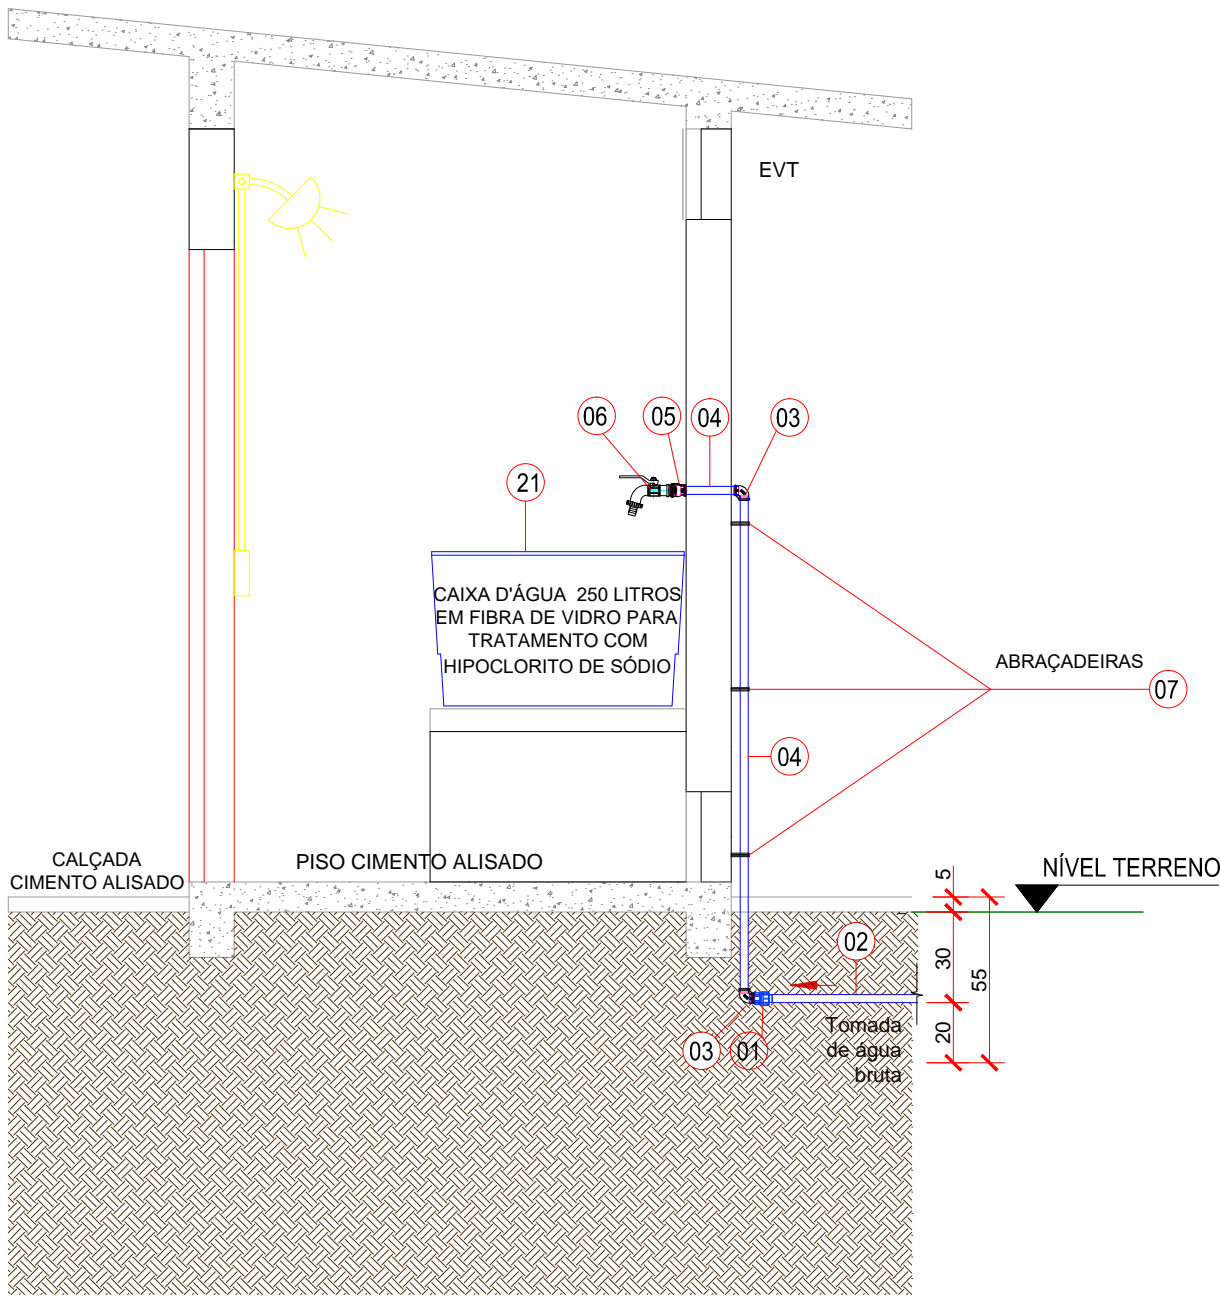 EVT
06
05
04
03
21
CAIXA D'ÁGUA 250 LITROS
EM FIBRA DE VIDRO PARA
TRATAMENTO COM
HIPOCLORITO DE SÓDIO
ABRAÇADEIRAS
07
04
CALÇADA
CIMENTO ALISADO
PISO CIMENTO ALISADO
NÍVEL TERRENO
5
02
30
55
20
Tomada
de água
bruta
03
01